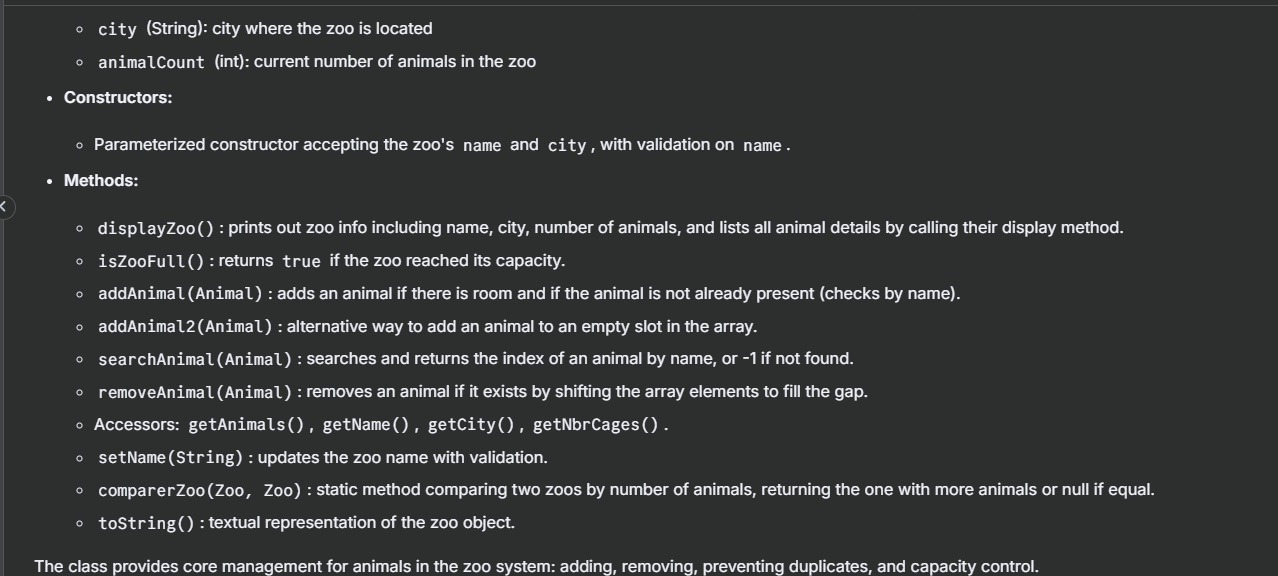 city (String): city where the zoo is located
animalCount (int): current number of animals in the zoo
Constructors:
Parameterized constructor accepting the zoo's name and city, with validation on name.
Methods:
displayZoo(): prints out zoo info including name, city, number of animals, and lists all animal details by calling their display method.
isZooFull(): returns true if the zoo reached its capacity.
addAnimal(Animal): adds an animal if there is room and if the animal is not already present (checks by name).
addAnimal2(Animal): alternative way to add an animal to an empty slot in the array.
searchAnimal(Animal): searches and returns the index of an animal by name, or -1 if not found.
removeAnimal(Animal): removes an animal if it exists by shifting the array elements to fill the gap.
Accessors: getAnimals(), getName(), getCity(), getNbrCages().
setName(String): updates the zoo name with validation.
comparerZoo(Zoo, Zoo): static method comparing two zoos by number of animals, returning the one with more animals or null if equal.
toString(): textual representation of the zoo object.
The class provides core management for animals in the zoo system: adding, removing, preventing duplicates, and capacity control.